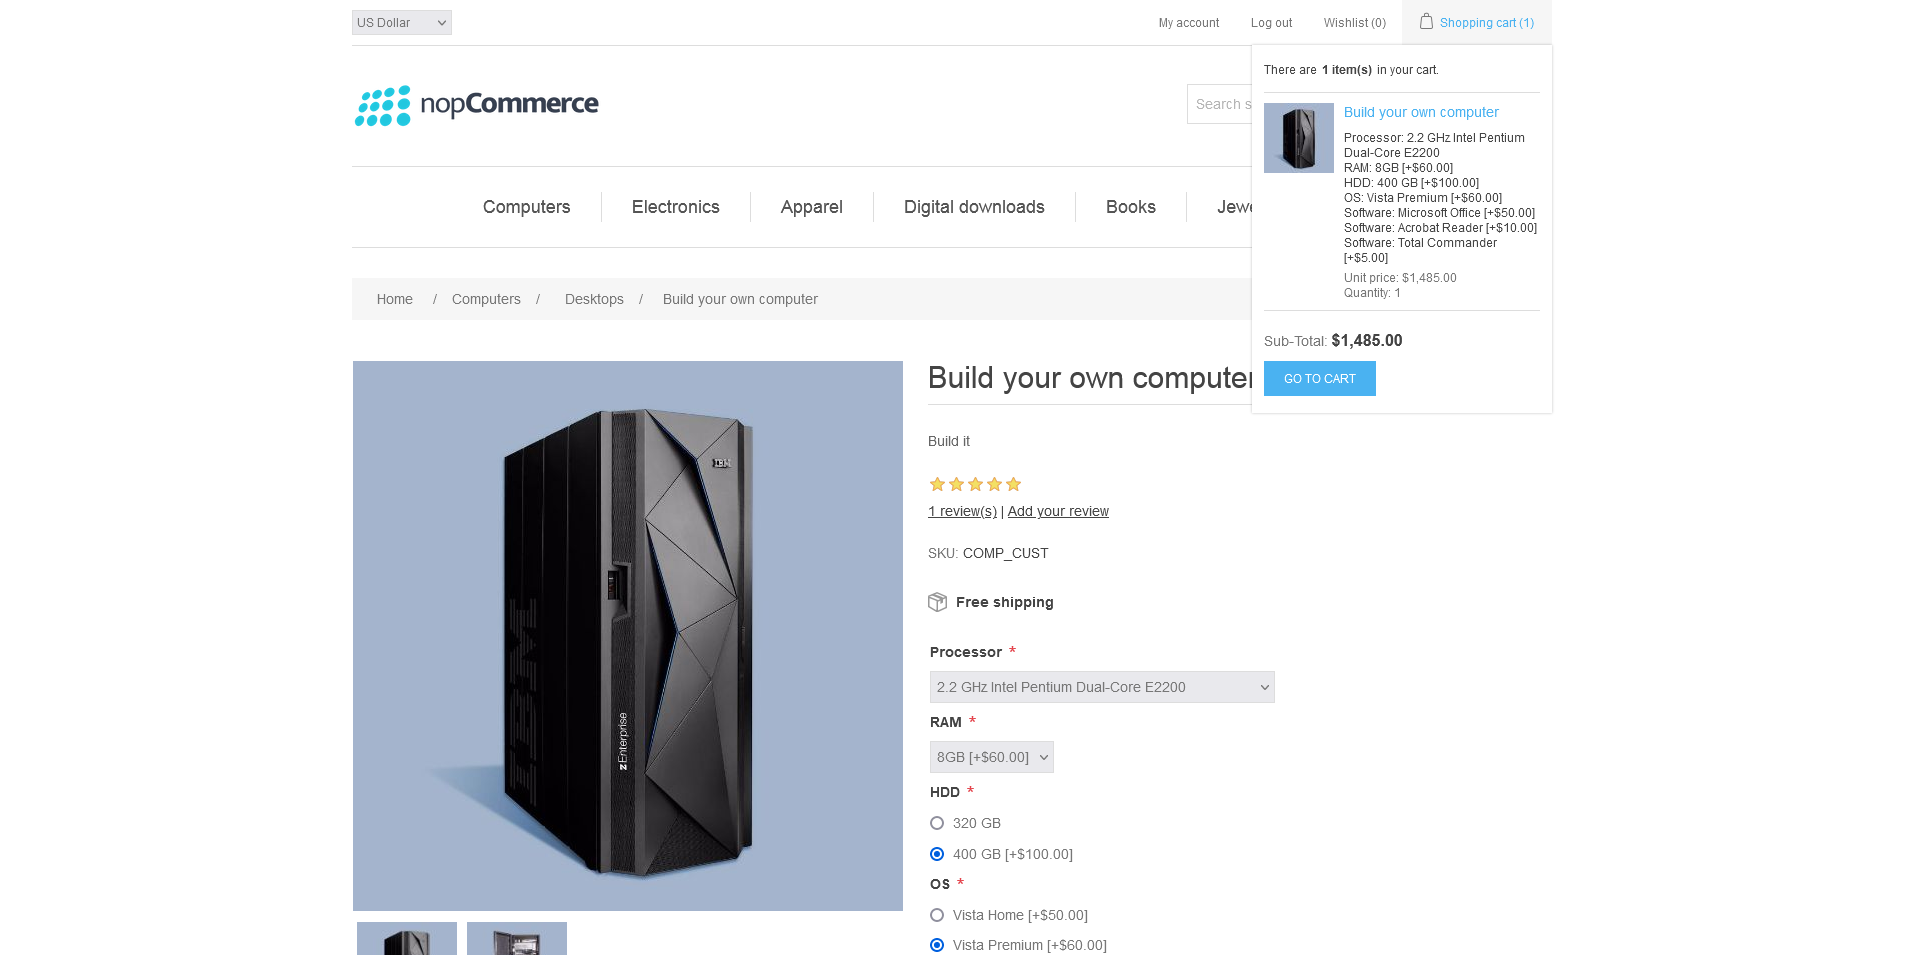 US Dollar
My account
Log out
Wishlist (0)
Shopping cart (1)
There are 1 item(s) in your cart.
Build your own computer
Processor: 2.2 GHz Intel Pentium
Dual-Core E2200
RAM: 8GB [+$60.00]
HDD: 400 GB [+$100.00]
OS: Vista Premium [+$60.00]
Software: Microsoft Office [+$50.00]
Software: Acrobat Reader [+$10.00]
Software: Total Commander
[+$5.00]
Unit price: $1,485.00
Quantity: 1
Sub-Total: $1,485.00
GO TO CART
nopCommerce
Search s
Computers
Electronics
Apparel
Digital downloads
Books
Jewe
Home / Computers / Desktops / Build your own computer
IBM
IBM
zEnterprise
Build your own computer
Build it
1 review(s) | Add your review
SKU: COMP_CUST
Free shipping
Processor *
2.2 GHz Intel Pentium Dual-Core E2200
RAM *
8GB [+$60.00]
HDD *
320 GB
400 GB [+$100.00]
OS *
Vista Home [+$50.00]
Vista Premium [+$60.00]